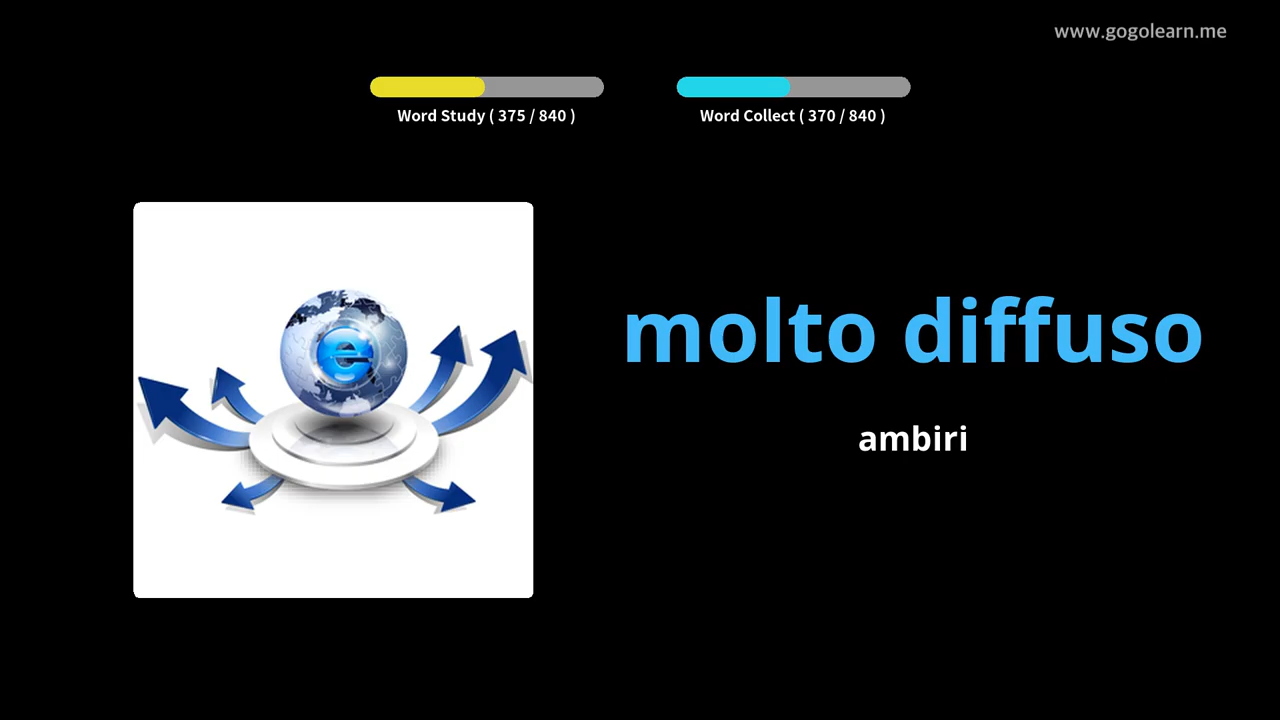 www.gogolearn.me
Word Study ( 375 / 840 )
Word Collect ( 370 / 840 )
e
molto diffuso
ambiri